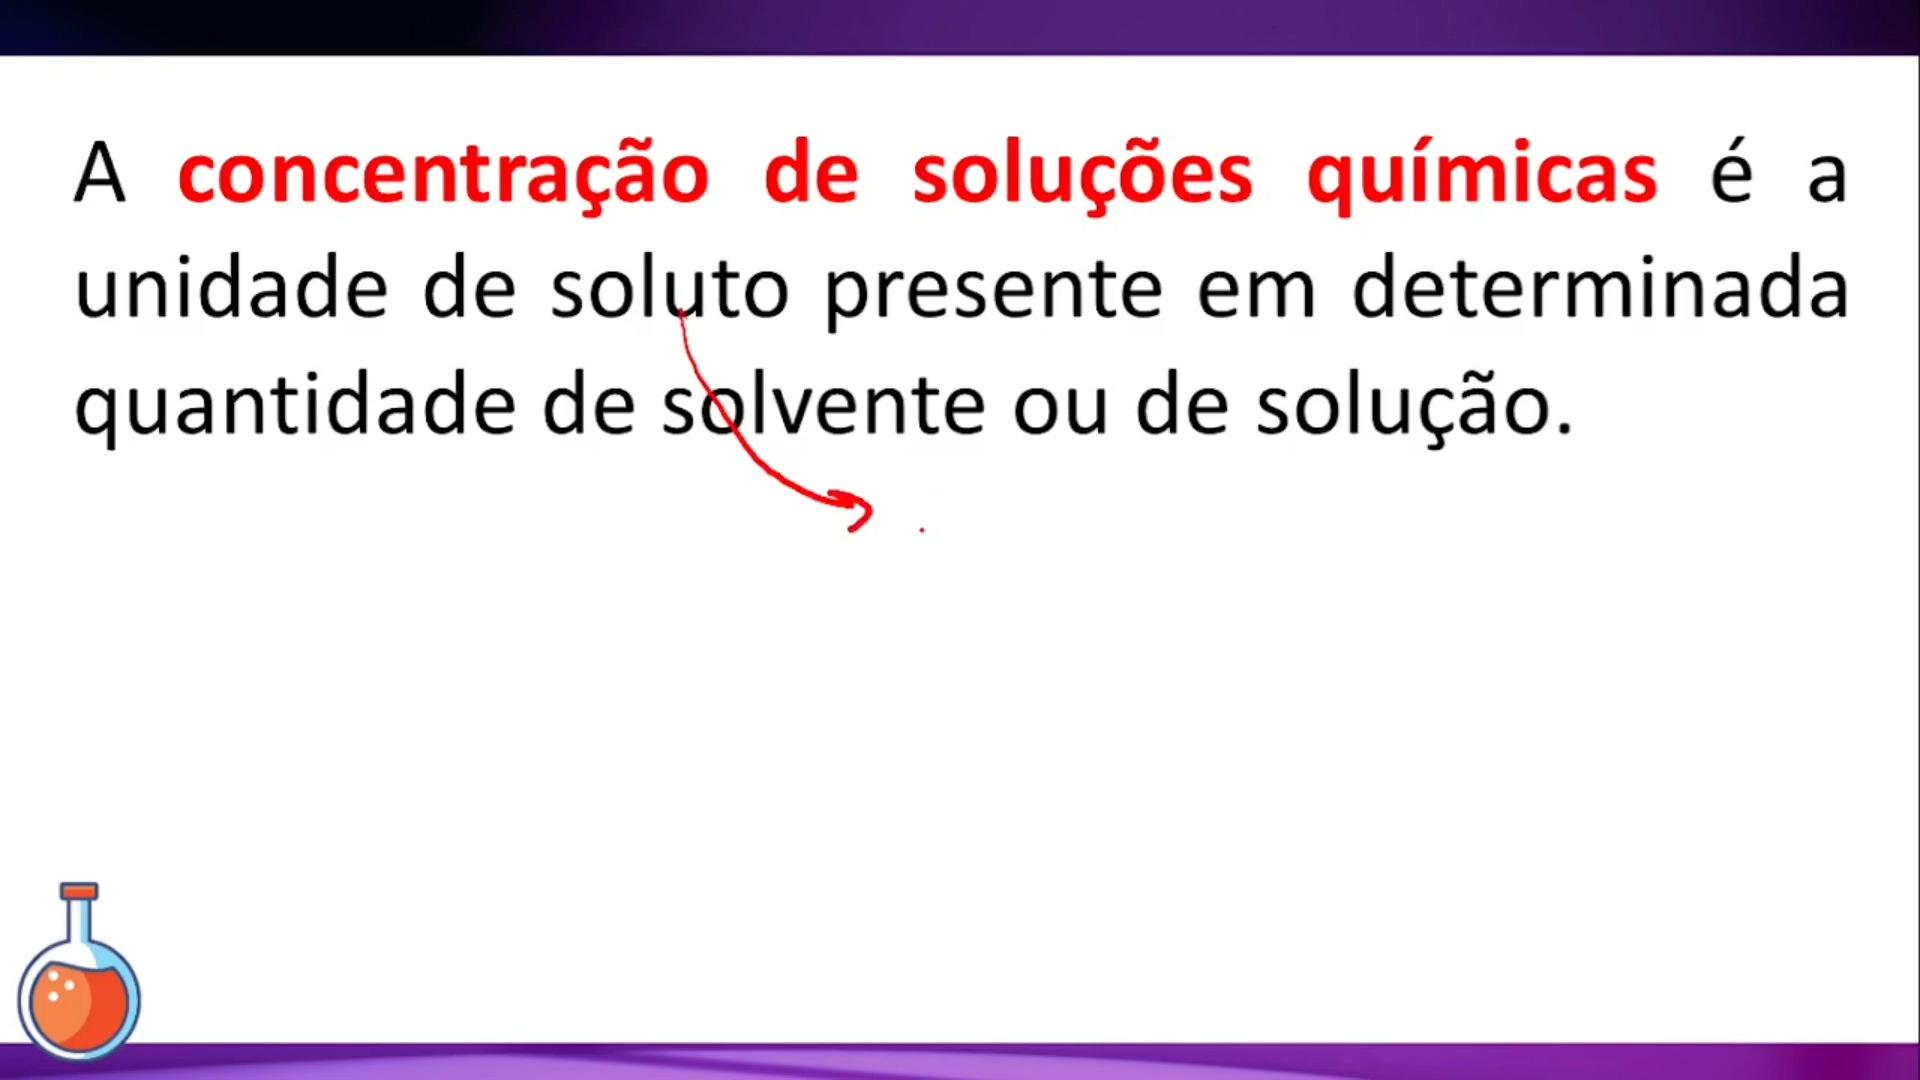 A concentração de soluções químicas é a
unidade de soluto presente em determinada
quantidade de solvente ou de solução.